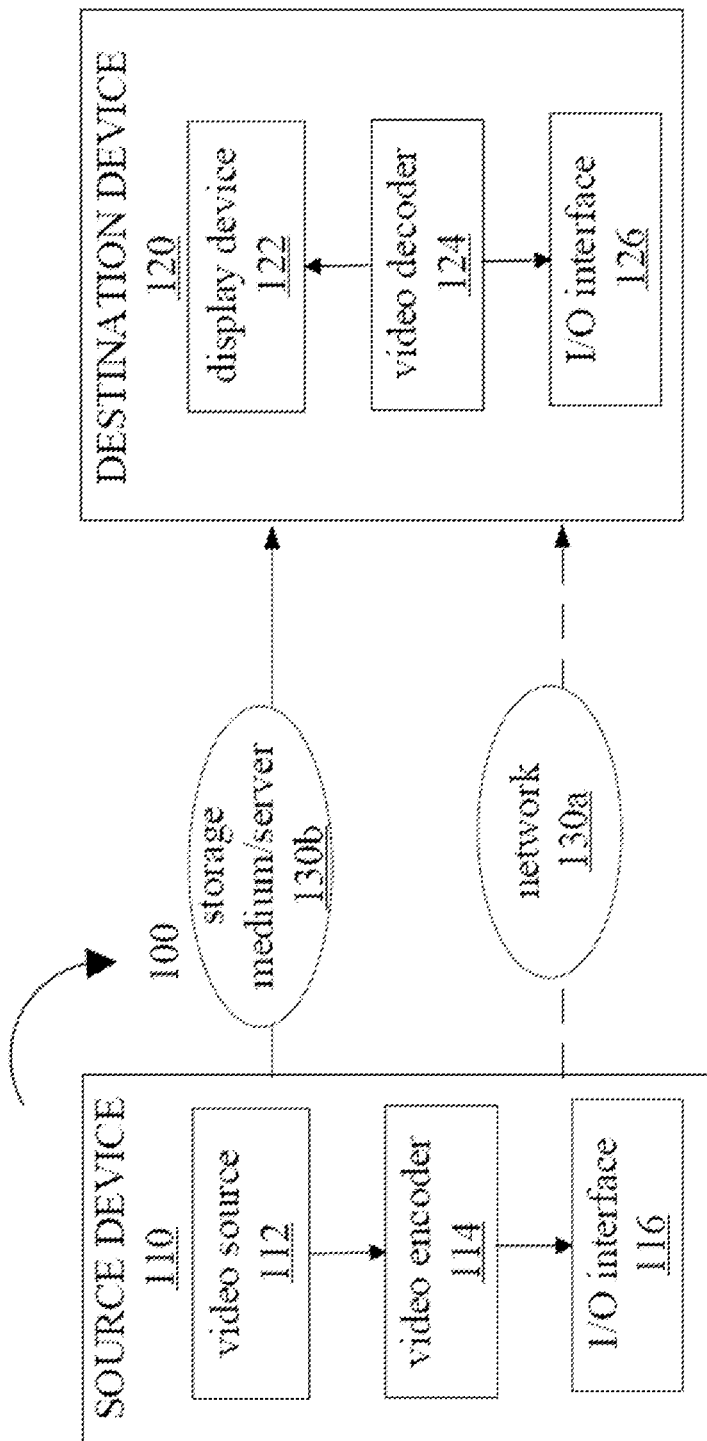 SOURCE DEVICE
110
video source
112
video encoder
114
I/O interface
116
100
storage
medium/server
130b
network
130a
DESTINATION DEVICE
120
display device
122
video decoder
124
I/O interface
126